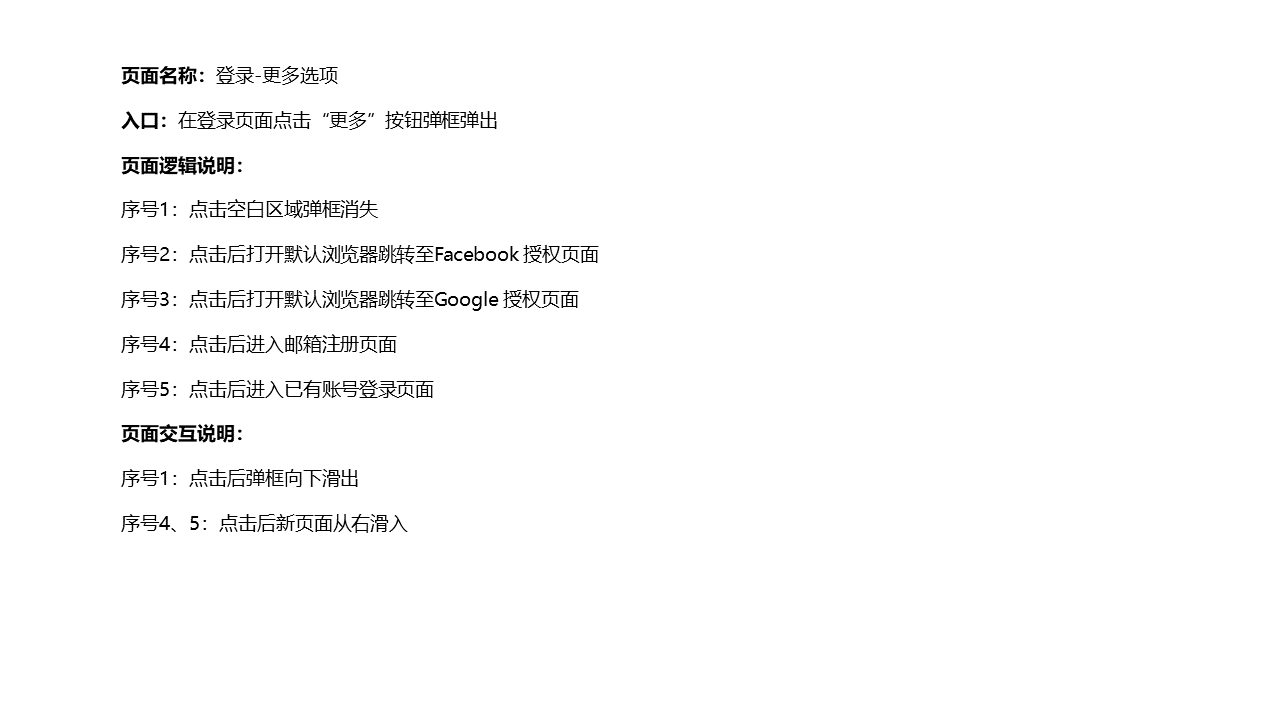 页面名称：登录-更多选项
入口：在登录页面点击“更多”按钮弹框弹出
页面逻辑说明：
序号1：点击空白区域弹框消失
序号2：点击后打开默认浏览器跳转至Facebook 授权页面
序号3：点击后打开默认浏览器跳转至Google 授权页面
序号4：点击后进入邮箱注册页面
序号5：点击后进入已有账号登录页面
页面交互说明：
序号1：点击后弹框向下滑出
序号4、5：点击后新页面从右滑入